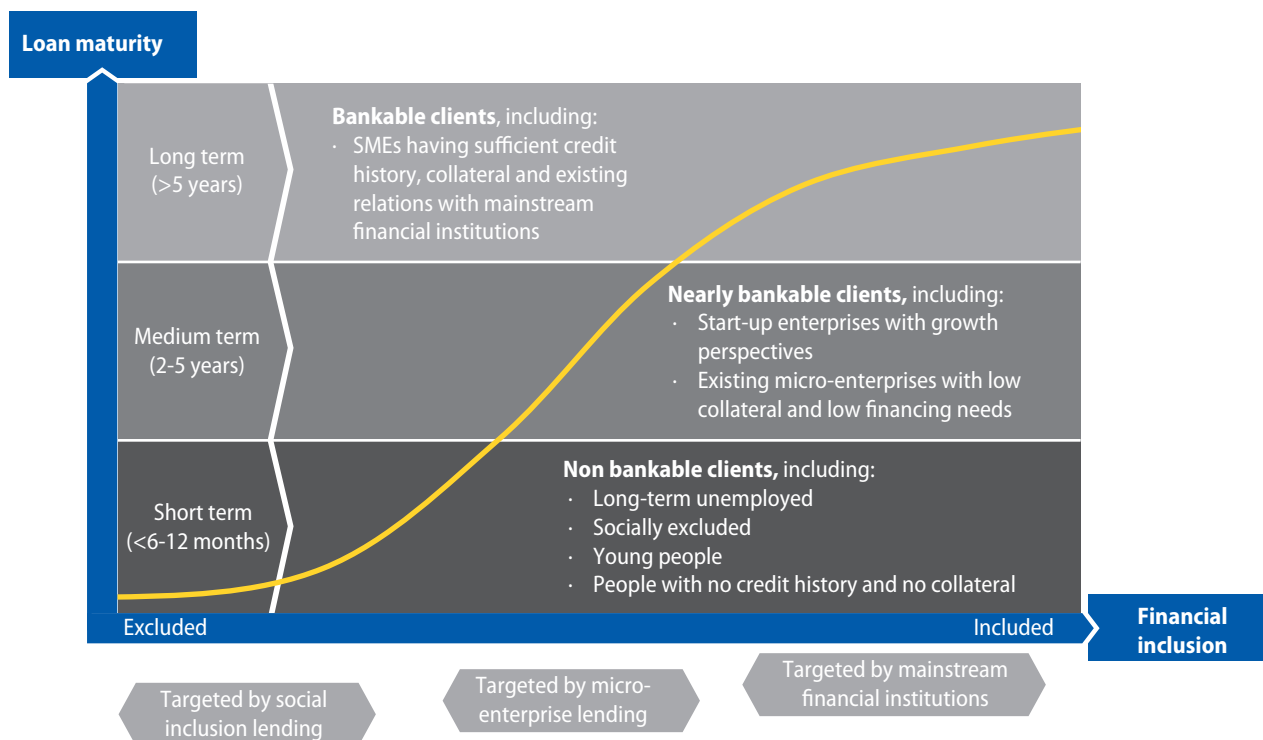 Loan maturity
Long term
(>5 years)
Bankable clients, including:
· SMEs having sufficient credit
history, collateral and existing
relations with mainstream
financial institutions
Medium term
(2-5 years)
Nearly bankable clients, including:
· Start-up enterprises with growth
perspectives
· Existing micro-enterprises with low
collateral and low financing needs
Short term
(<6-12 months)
Non bankable clients, including:
· Long-term unemployed
· Socially excluded
· Young people
· People with no credit history and no collateral
Excluded
Included
Financial
inclusion
Targeted by social
inclusion lending
Targeted by micro-
enterprise lending
Targeted by mainstream
financial institutions